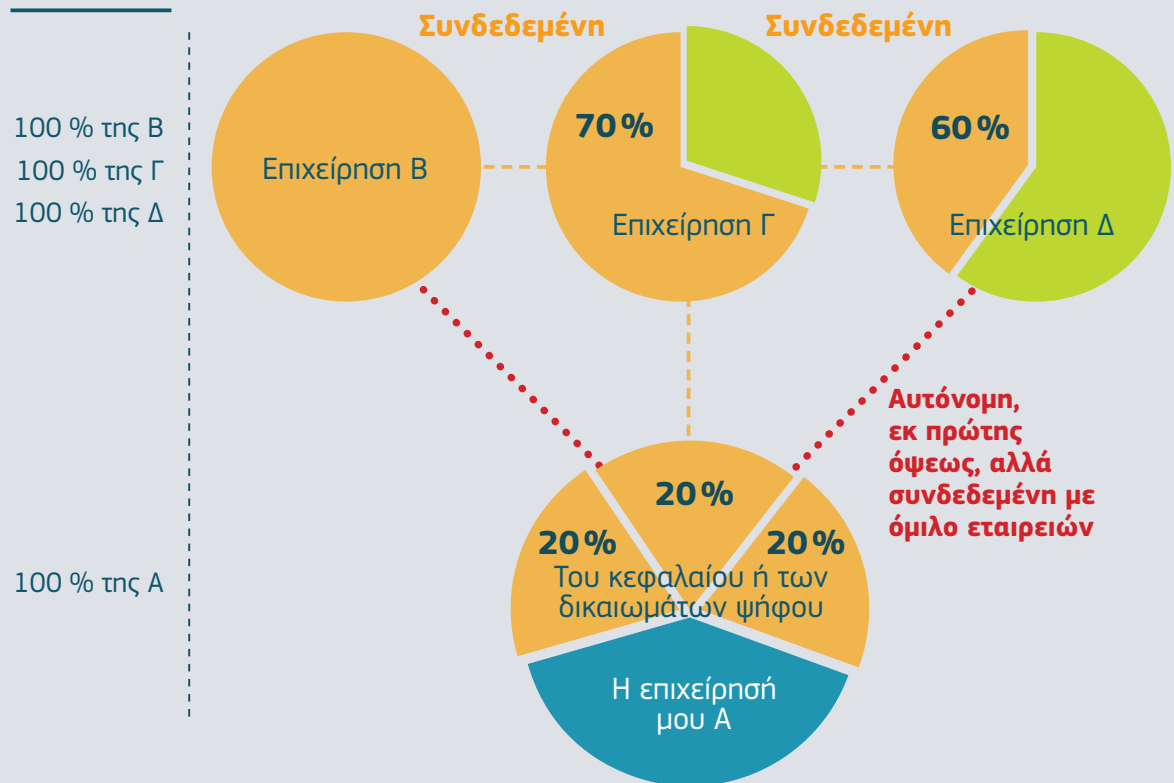 Συνδεδεμένη
Συνδεδεμένη
100 % της Β
100 % της Γ
100 % της Δ
Επιχείρηση Β
70 %
Επιχείρηση Γ
60 %
Επιχείρηση Δ
Αυτόνομη,
εκ πρώτης
όψεως, αλλά
συνδεδεμένη με
όμιλο εταιρειών
100 % της Α
20 %
20 %
20 %
Του κεφαλαίου ή των
δικαιωμάτων ψήφου
Η επιχείρησή
μου Α